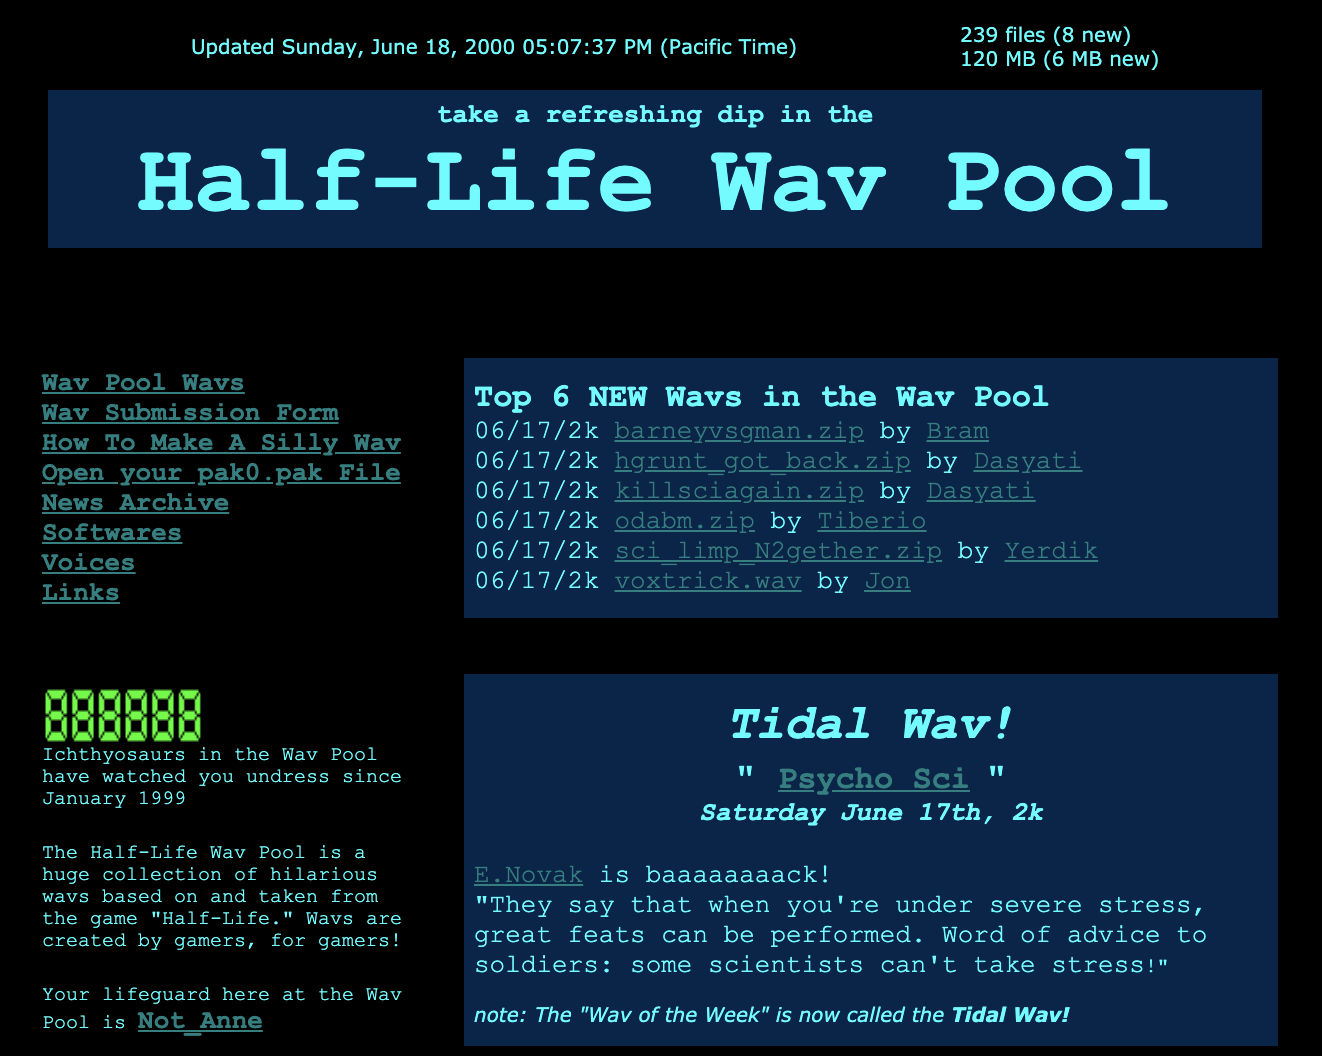 Updated Sunday, June 18, 2000 05:07:37 PM (Pacific Time)
239 files (8 new)
120 MB (6 MB new)
take a refreshing dip in the
Half-Life Wav Pool
Wav Pool Wavs
Wav Submission Form
How To Make A Silly Wav
Open your pak0.pak File
News Archive
Softwares
Voices
Links
Top 6 NEW Wavs in the Wav Pool
06/17/2k barneyvsgman.zip by Bram
06/17/2k hgrunt_got_back.zip by Dasyati
06/17/2k killsciagain.zip by Dasyati
06/17/2k odabm.zip by Tiberio
06/17/2k sci_limp_N2gether.zip by Yerdik
06/17/2k voxtrick.wav by Jon
888888
Ichthyosaurs in the Wav Pool
have watched you undress since
January 1999
The Half-Life Wav Pool is a
huge collection of hilarious
wavs based on and taken from
the game "Half-Life." Wavs are
created by gamers, for gamers!
Your lifeguard here at the Wav
Pool is Not_Anne
Tidal Wav!
" Psycho Sci "
Saturday June 17th, 2k
E.Novak is baaaaaaaack!
"They say that when you're under severe stress,
great feats can be performed. Word of advice to
soldiers: some scientists can't take stress!"
note: The "Wav of the Week" is now called the Tidal Wav!